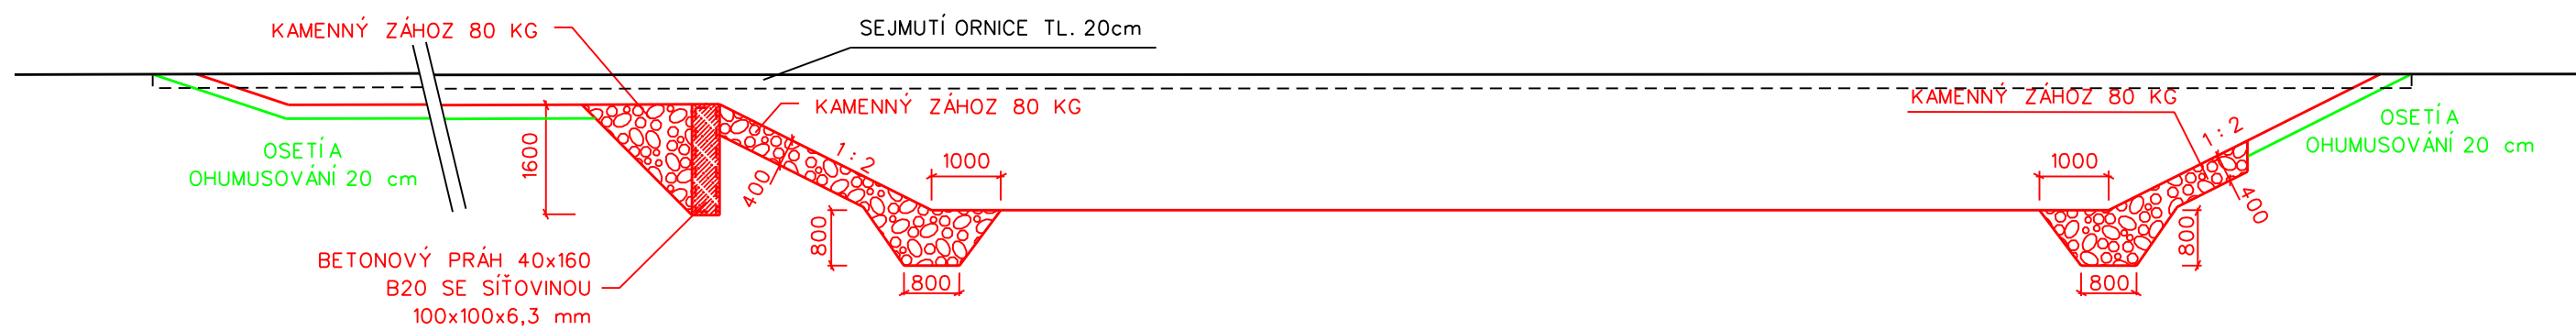 KAMENNÝ ZÁHOZ 80 KG
SEJMUTÍ ORNICE TL. 20cm
KAMENNÝ ZÁHOZ 80 KG
KAMENNÝ ZÁHOZ 80 KG
OSETÍ A
OHUMUSOVÁNÍ 20 cm
1600
400
1:2
1000
800
800
BETONOVÝ PRÁH 40x160
B20 SE SÍŤOVINOU
100x100x6,3 mm
1000
1:2
400
800
800
OSETÍ A
OHUMUSOVÁNÍ 20 cm